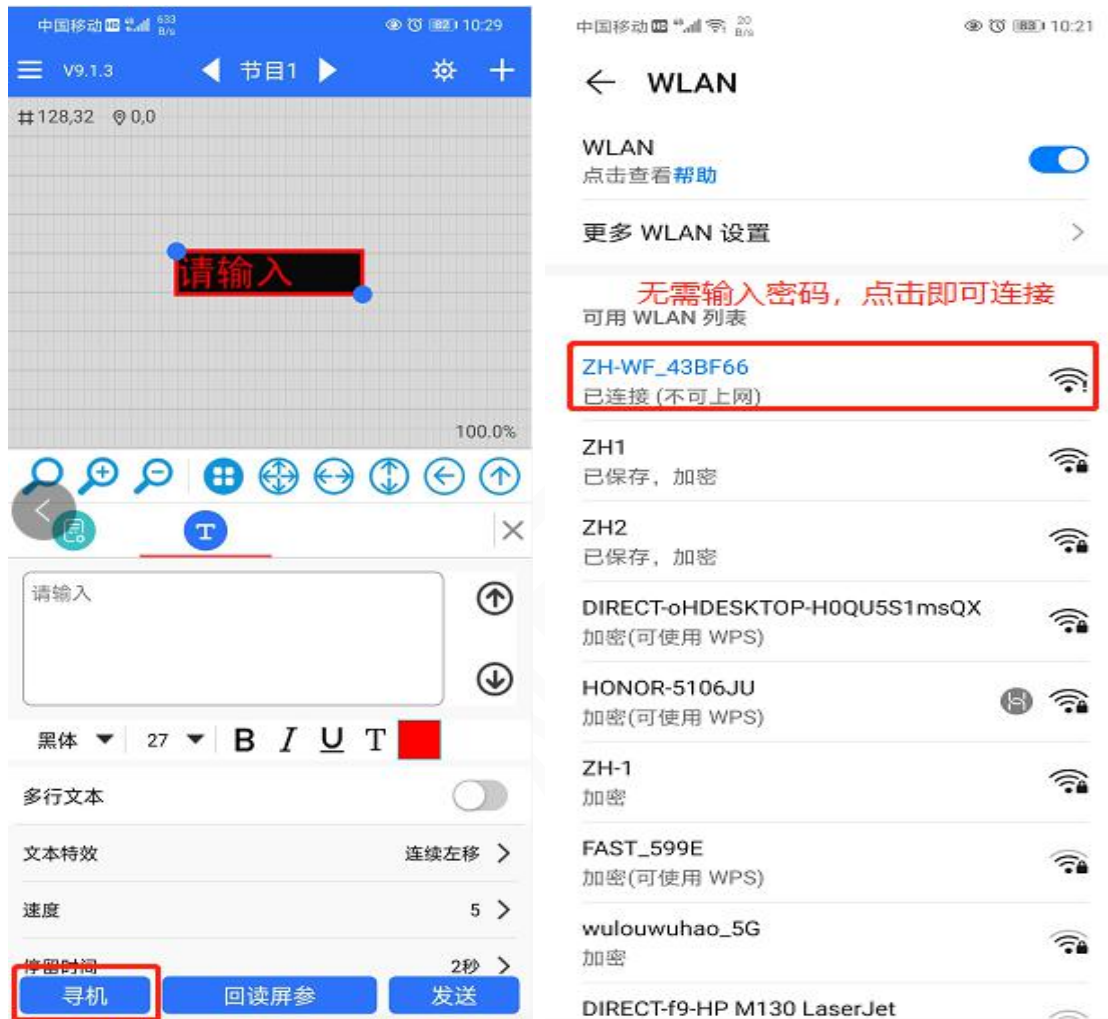 中国移动 HD 4G 633 B/s 82 10:29
V9.1.3 节目1
128,32 0,0
请输入
100.0%
T
请输入
黑体 27 B I U T
多行文本
文本特效 连续左移
速度 5
停留时间 2秒
寻机 回读屏参 发送
中国移动 HD 20 B/s 83 10:21
WLAN
WLAN
点击查看帮助
更多 WLAN 设置
无需输入密码，点击即可连接
可用 WLAN 列表
ZH-WF_43BF66
已连接 (不可上网)
ZH1
已保存，加密
ZH2
已保存，加密
DIRECT-oHDESKTOP-H0QU5S1msQX
加密(可使用 WPS)
HONOR-5106JU
加密(可使用 WPS)
ZH-1
加密
FAST_599E
加密(可使用 WPS)
wulouwuhao_5G
加密
DIRECT-f9-HP M130 LaserJet